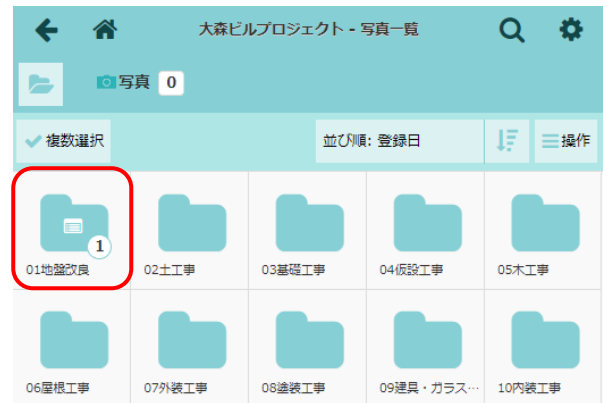 大森ビルプロジェクト - 写真一覧
写真 0
複数選択 並び順: 登録日 操作
1
01地盤改良 02土工事 03基礎工事 04仮設工事 05木工事
06屋根工事 07外装工事 08塗装工事 09建具・ガラス… 10内装工事